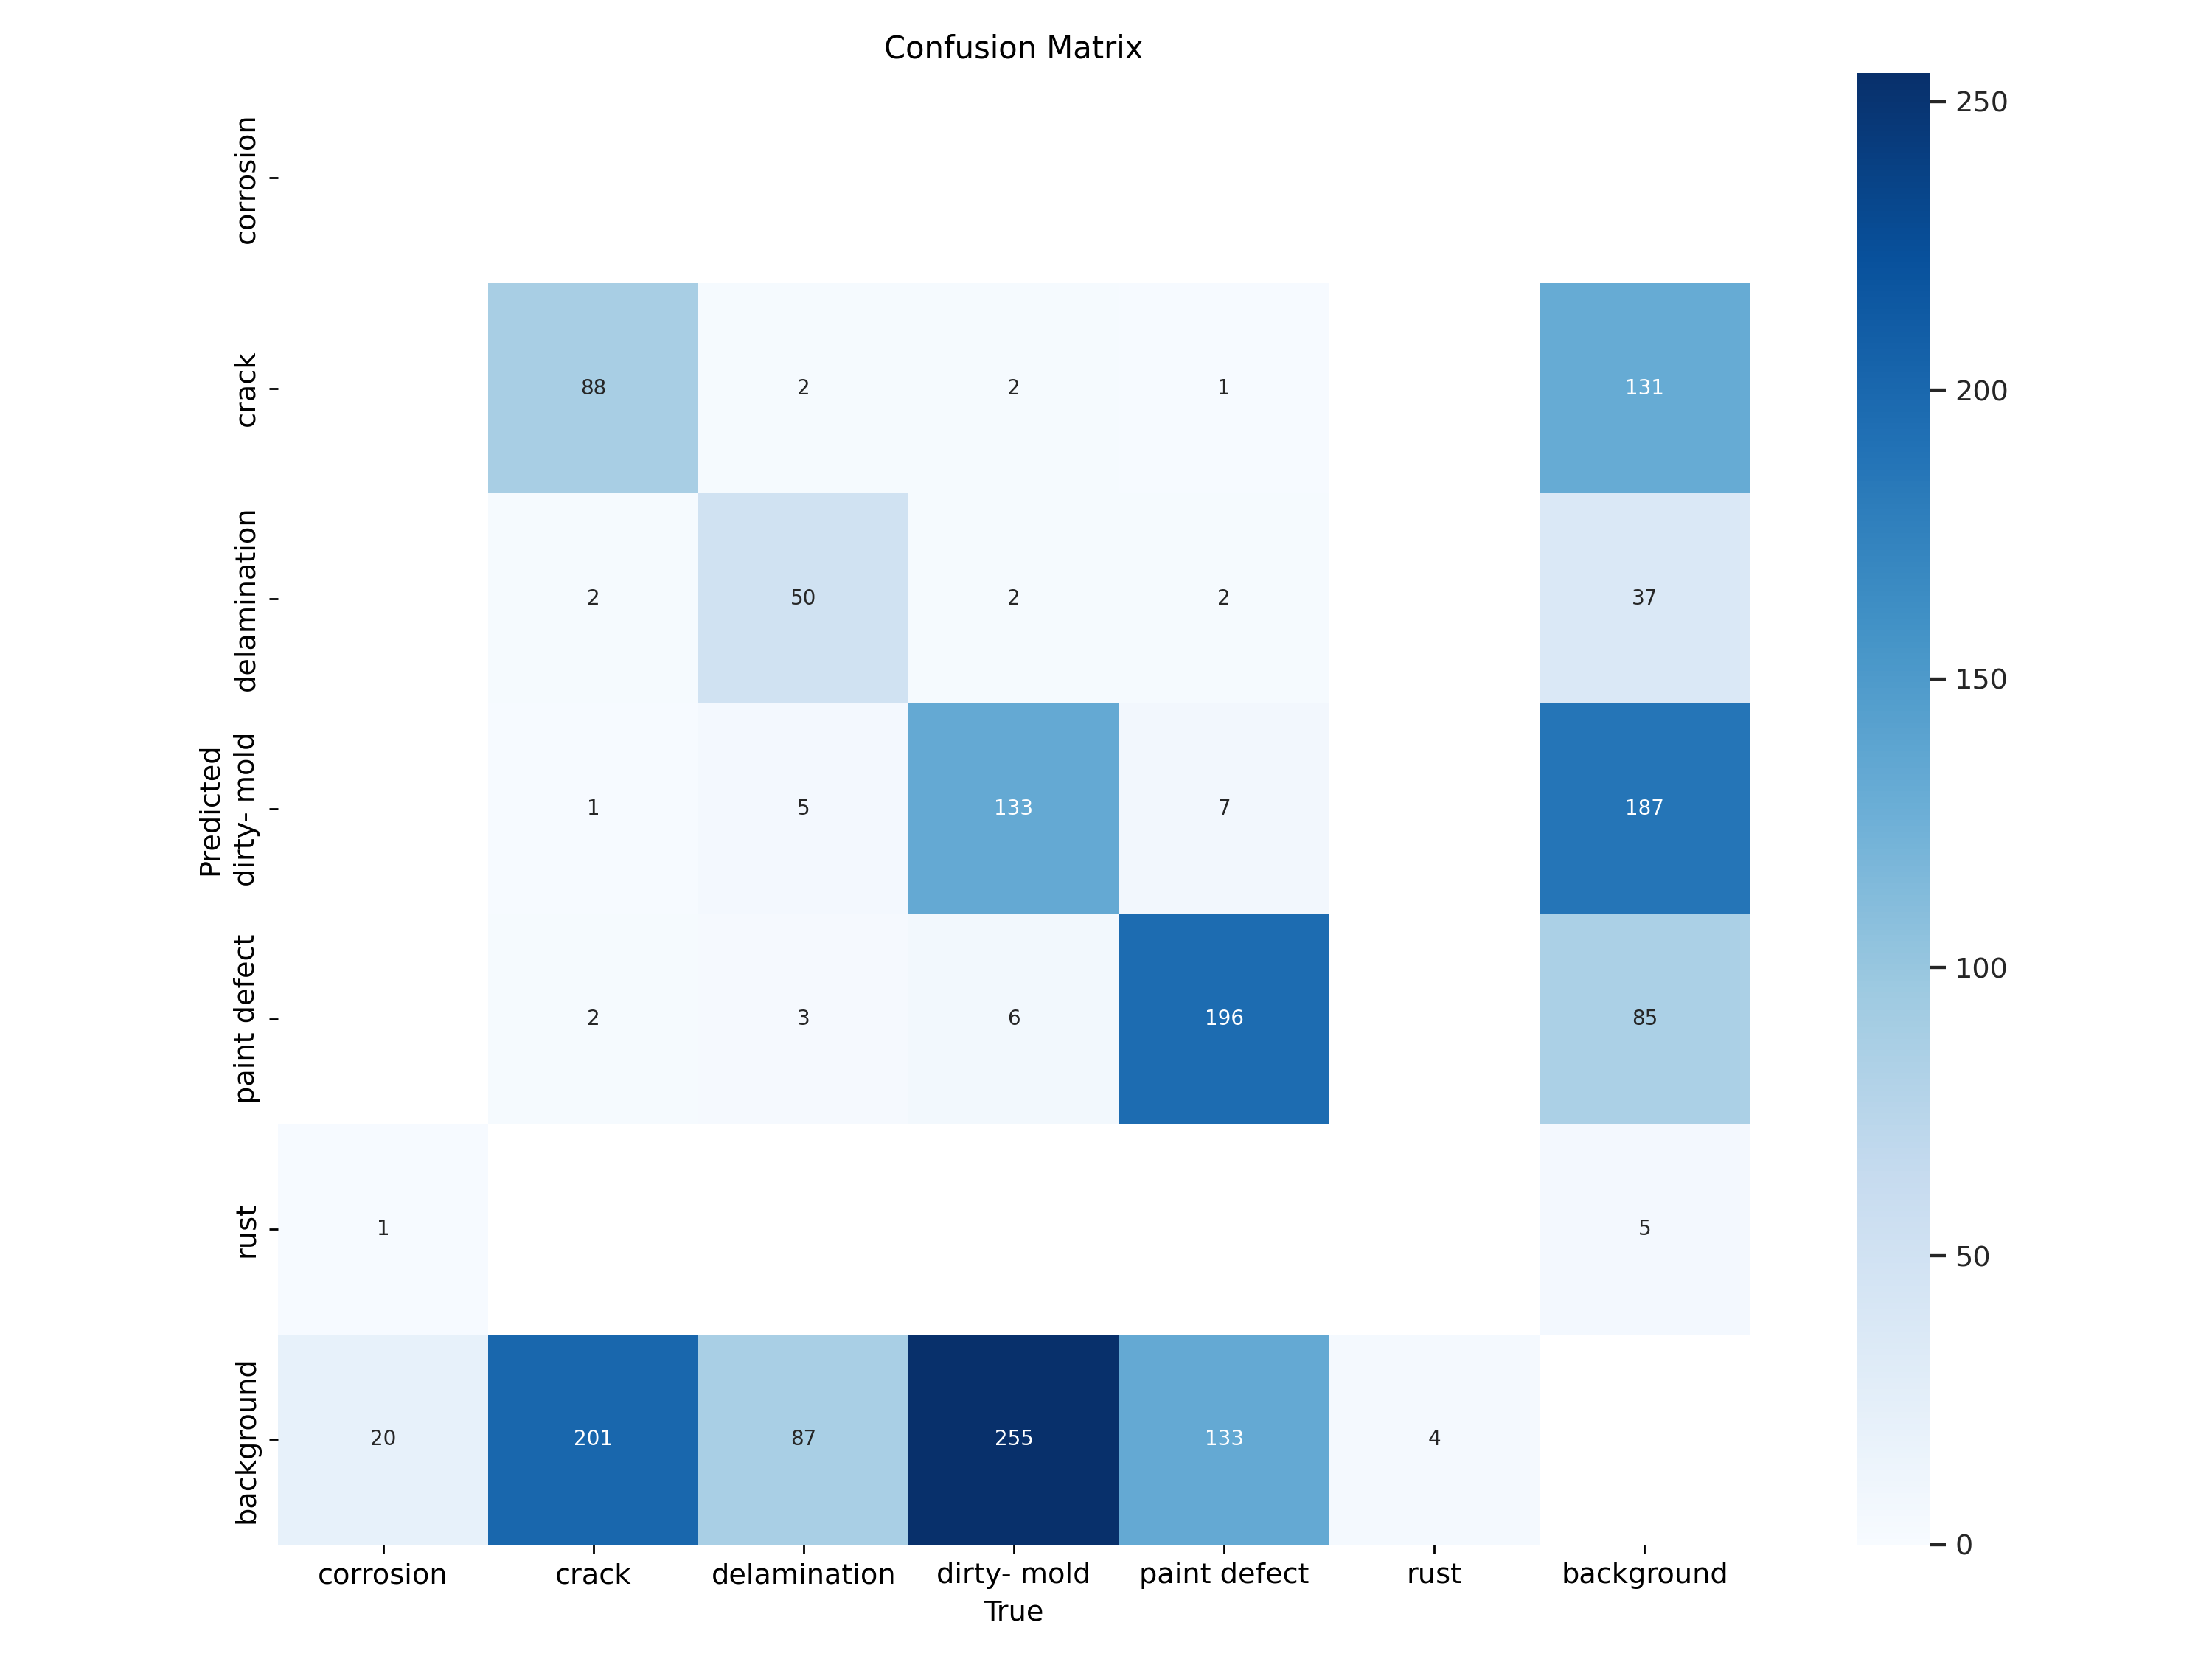 Confusion Matrix
Predicted
corrosion
crack 88 2 2 1 131
delamination 2 50 2 2 37
dirty- mold 1 5 133 7 187
paint defect 2 3 6 196 85
rust 1 5
background 20 201 87 255 133 4
corrosion crack delamination dirty- mold paint defect rust background
True
250
200
150
100
50
0